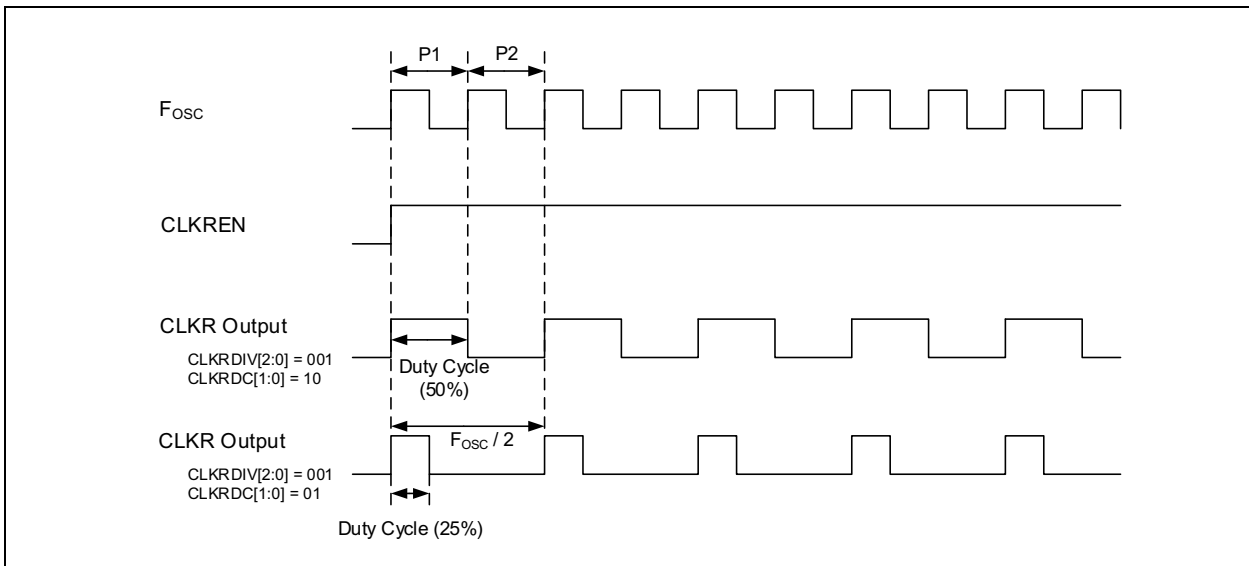 P1 P2
FOSC
CLKREN
CLKR Output
CLKRDIV[2:0] = 001
CLKRDC[1:0] = 10
Duty Cycle
(50%)
FOSC / 2
CLKR Output
CLKRDIV[2:0] = 001
CLKRDC[1:0] = 01
Duty Cycle (25%)